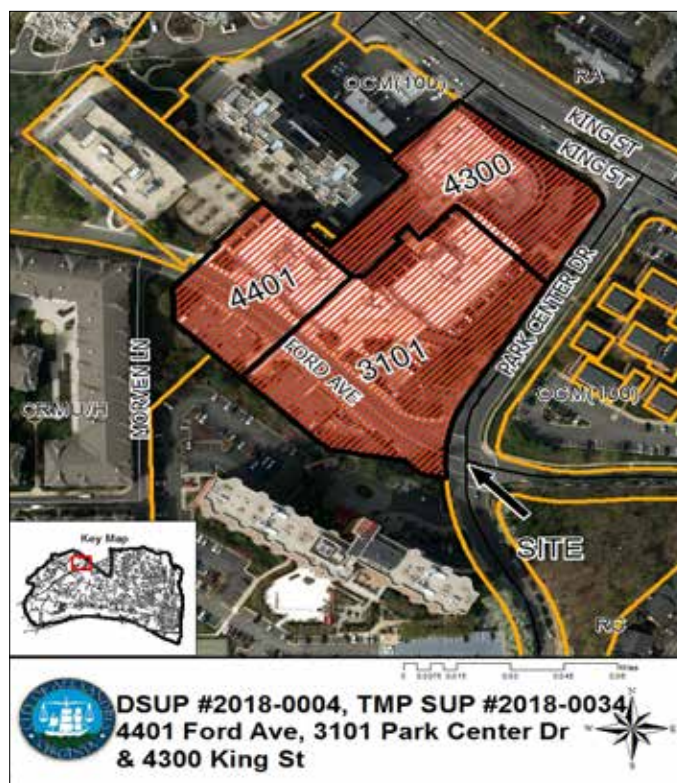 OCM(100)
RA
KING ST
KING ST
4300
4401
3101
FORD AVE
PARK CENTER DR
MORVEN LN
CRMU/H
OCM(100)
SITE
Key Map
RC
Miles
DSUP #2018-0004, TMP SUP #2018-0034
4401 Ford Ave, 3101 Park Center Dr
& 4300 King St
N
W
E
S